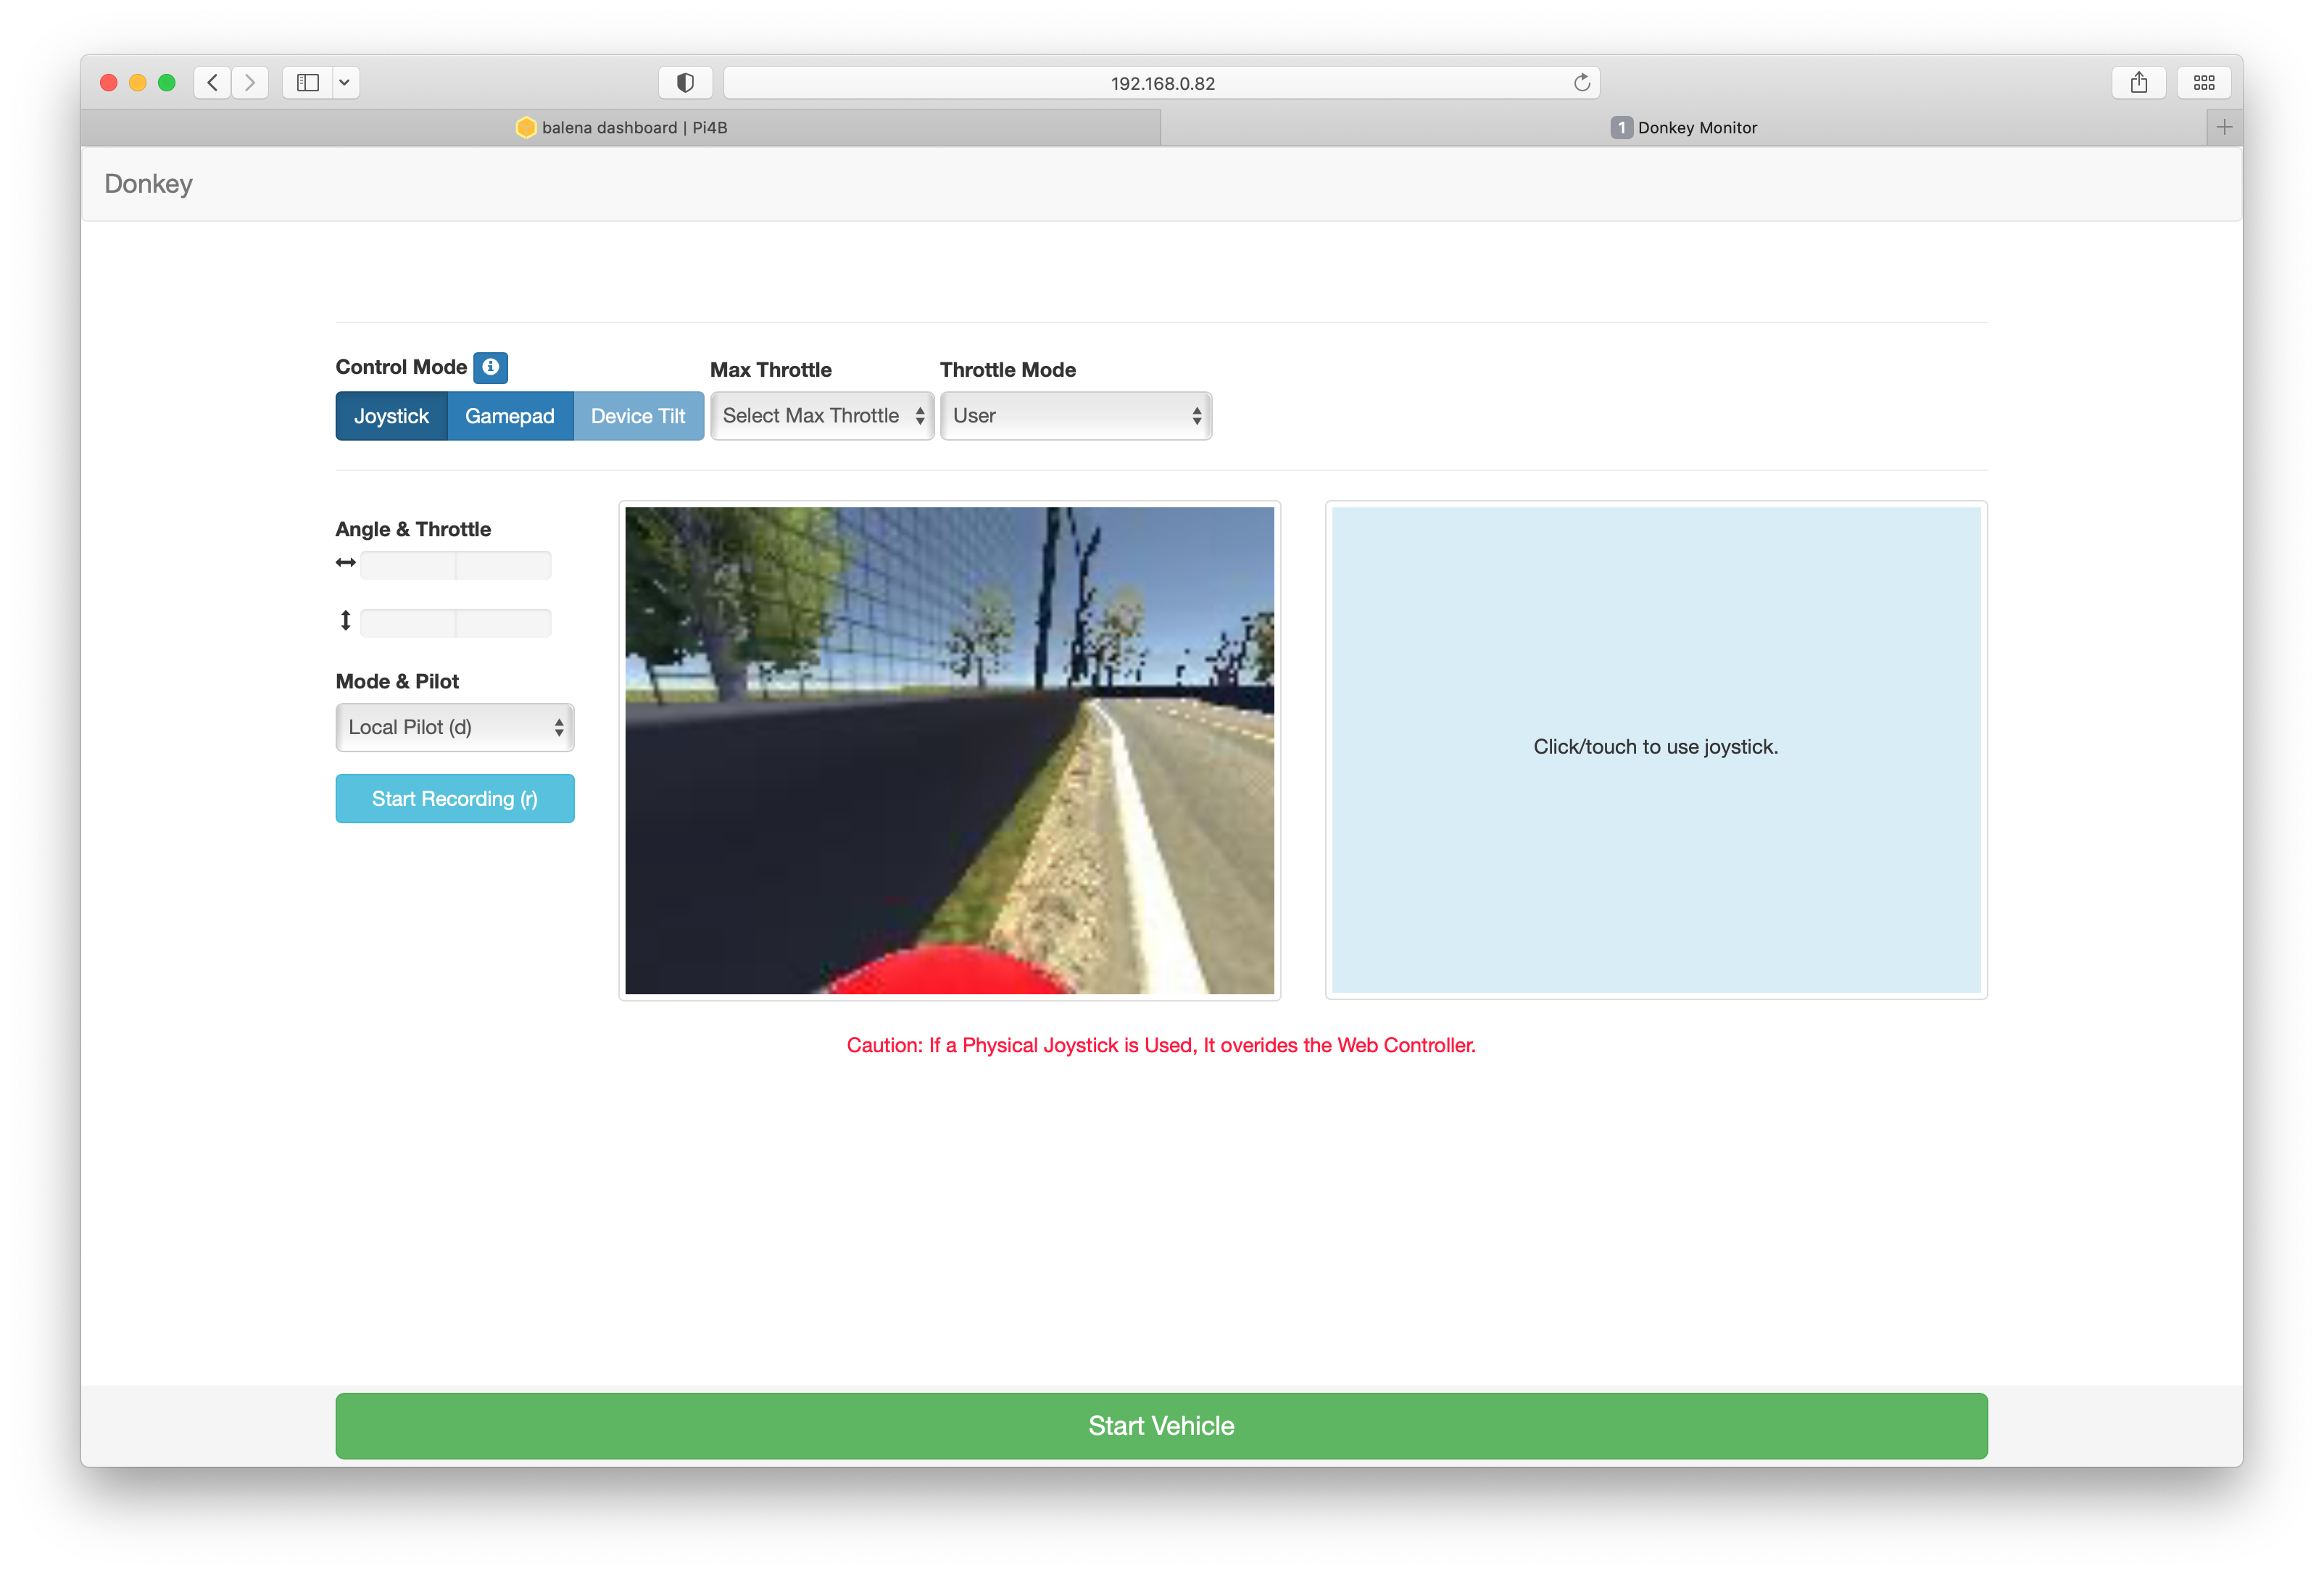 192.168.0.82
balena dashboard | Pi4B
1 Donkey Monitor
Donkey
Control Mode
Max Throttle
Throttle Mode
Joystick
Gamepad
Device Tilt
Select Max Throttle
User
Angle & Throttle
Mode & Pilot
Local Pilot (d)
Start Recording (r)
Click/touch to use joystick.
Caution: If a Physical Joystick is Used, It overides the Web Controller.
Start Vehicle